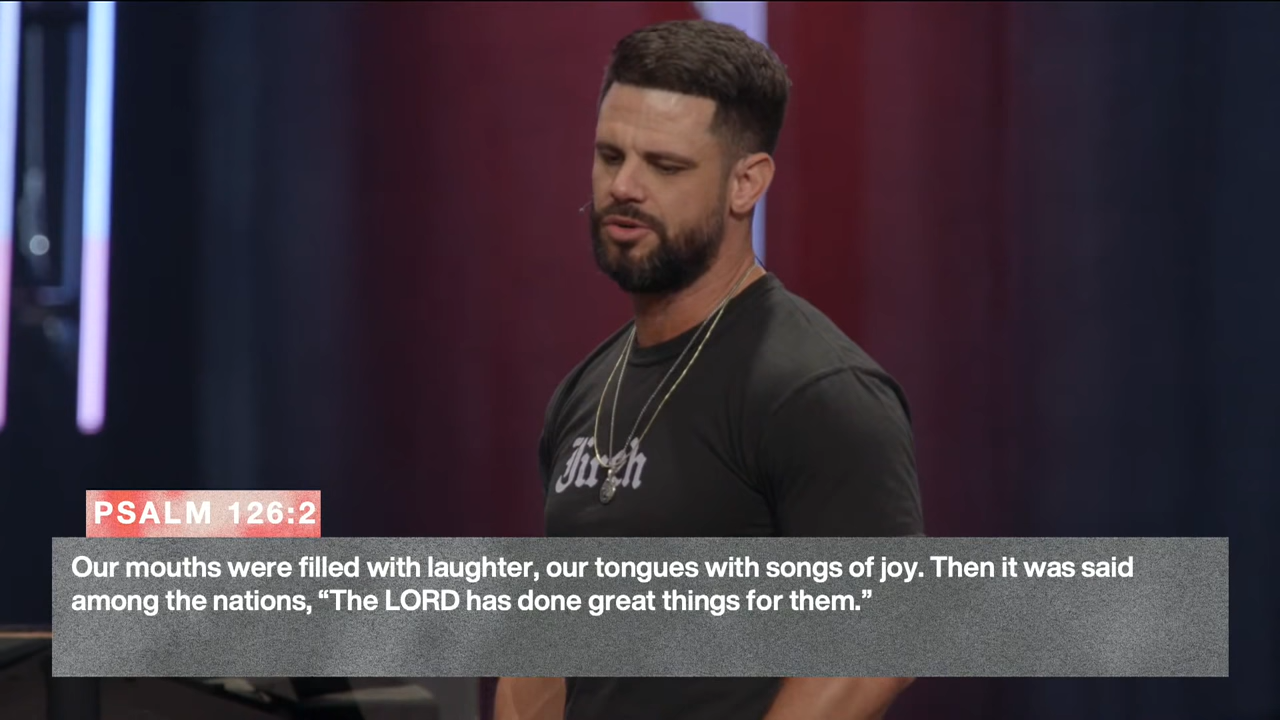 Jireh
PSALM 126:2
Our mouths were filled with laughter, our tongues with songs of joy. Then it was said
among the nations, “The LORD has done great things for them.”